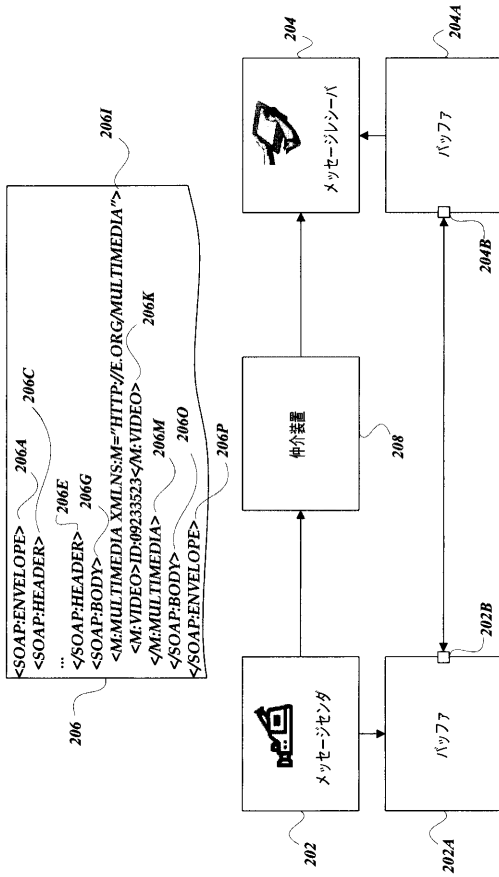 <SOAP:ENVELOPE> 206A
<SOAP:HEADER> 206C
... 206E
</SOAP:HEADER> 206G
<SOAP:BODY>
<M:MULTIMEDIA XMLNS:M="HTTP://E.ORG/MULTIMEDIA"> 206I
<M:VIDEO>ID:09233523</M:VIDEO> 206K
</M:MULTIMEDIA> 206M
</SOAP:BODY> 206O
</SOAP:ENVELOPE> 206P
206
メッセージセンダ
202
仲介装置
208
メッセージレシーバ
204
バッファ
202A
202B
バッファ
204A
204B